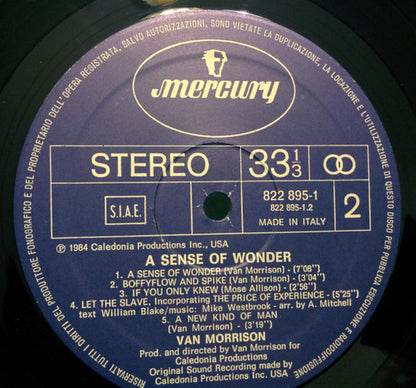 RISERVATI TUTTI I DIRITTI DEL PRODUTTORE FONOGRAFICO E DEL PROPRIETARIO DELL'OPERA REGISTRATA, SALVO AUTORIZZAZIONI, SONO VIETATE LA DUPLICAZIONE, LA LOCAZIONE E L'UTILIZZAZIONE DI QUESTO DISCO PER PUBBLICA ESECUZIONE E RADIODIFFUSIONE
mercury
STEREO 33 1/3
S.I.A.E.
822 895-1
822 895-1.2
MADE IN ITALY
2
℗ 1984 Caledonia Productions Inc., USA
A SENSE OF WONDER
1. A SENSE OF WONDER (Van Morrison) - (7'08")
2. BOFFYFLOW AND SPIKE (Van Morrison) - (3'04")
3. IF YOU ONLY KNEW (Mose Allison) - (2'56")
4. LET THE SLAVE, Incorporating THE PRICE OF EXPERIENCE - (5'25")
text William Blake/music: Mike Westbrook - arr by A. Mitchell
5. A NEW KIND OF MAN
(Van Morrison) - (3'19")
VAN MORRISON
Prod. and directed by Van Morrison for
Caledonia Productions
Original Sound Recording made by
Caledonia Productions Inc. USA